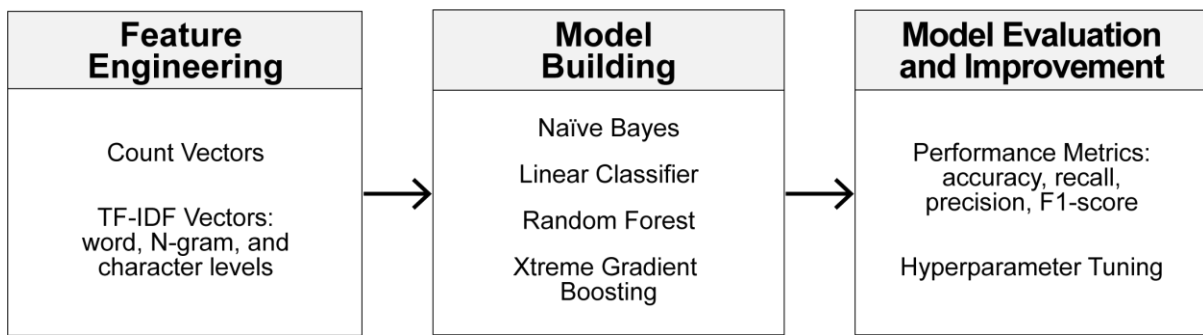 Feature
Engineering
Count Vectors
TF-IDF Vectors:
word, N-gram, and
character levels
Model
Building
Naïve Bayes
Linear Classifier
Random Forest
Xtreme Gradient
Boosting
Model Evaluation
and Improvement
Performance Metrics:
accuracy, recall,
precision, F1-score
Hyperparameter Tuning